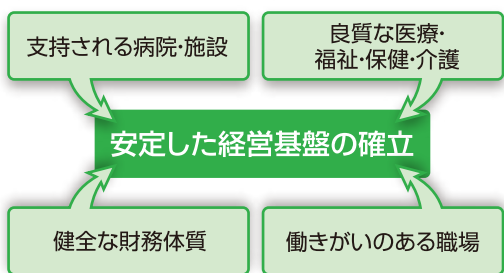 支持される病院・施設
良質な医療・
福祉・保健・介護
安定した経営基盤の確立
健全な財務体質
働きがいのある職場